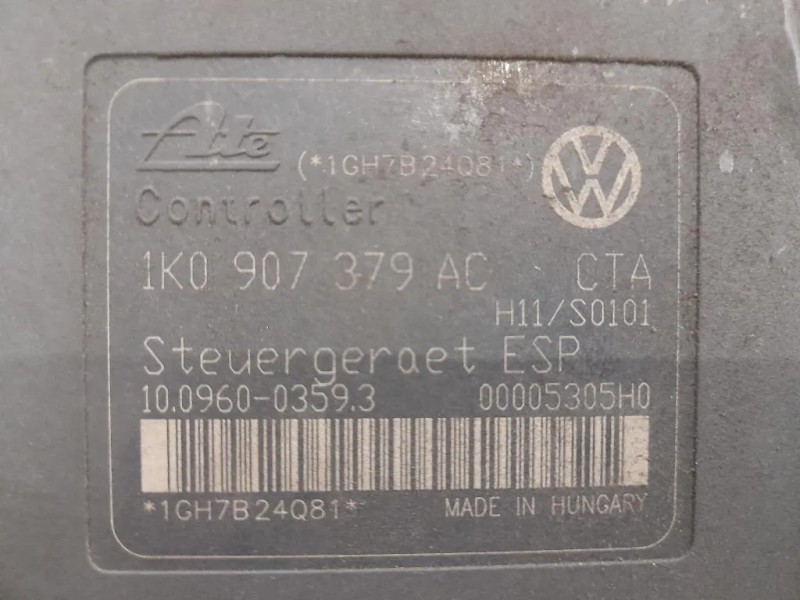 Ate
(*1GH7B24Q81*)
VW
Controller
1K0 907 379 AC CTA
H11/S0101
Steuergeraet ESP
10.0960-0359.3 00005305H0
*1GH7B24Q81* MADE IN HUNGARY